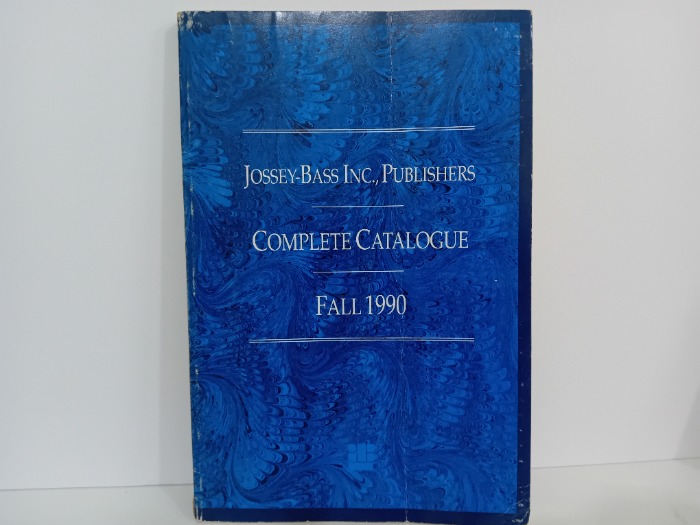 JOSSEY-BASS INC., PUBLISHERS
COMPLETE CATALOGUE
FALL 1990